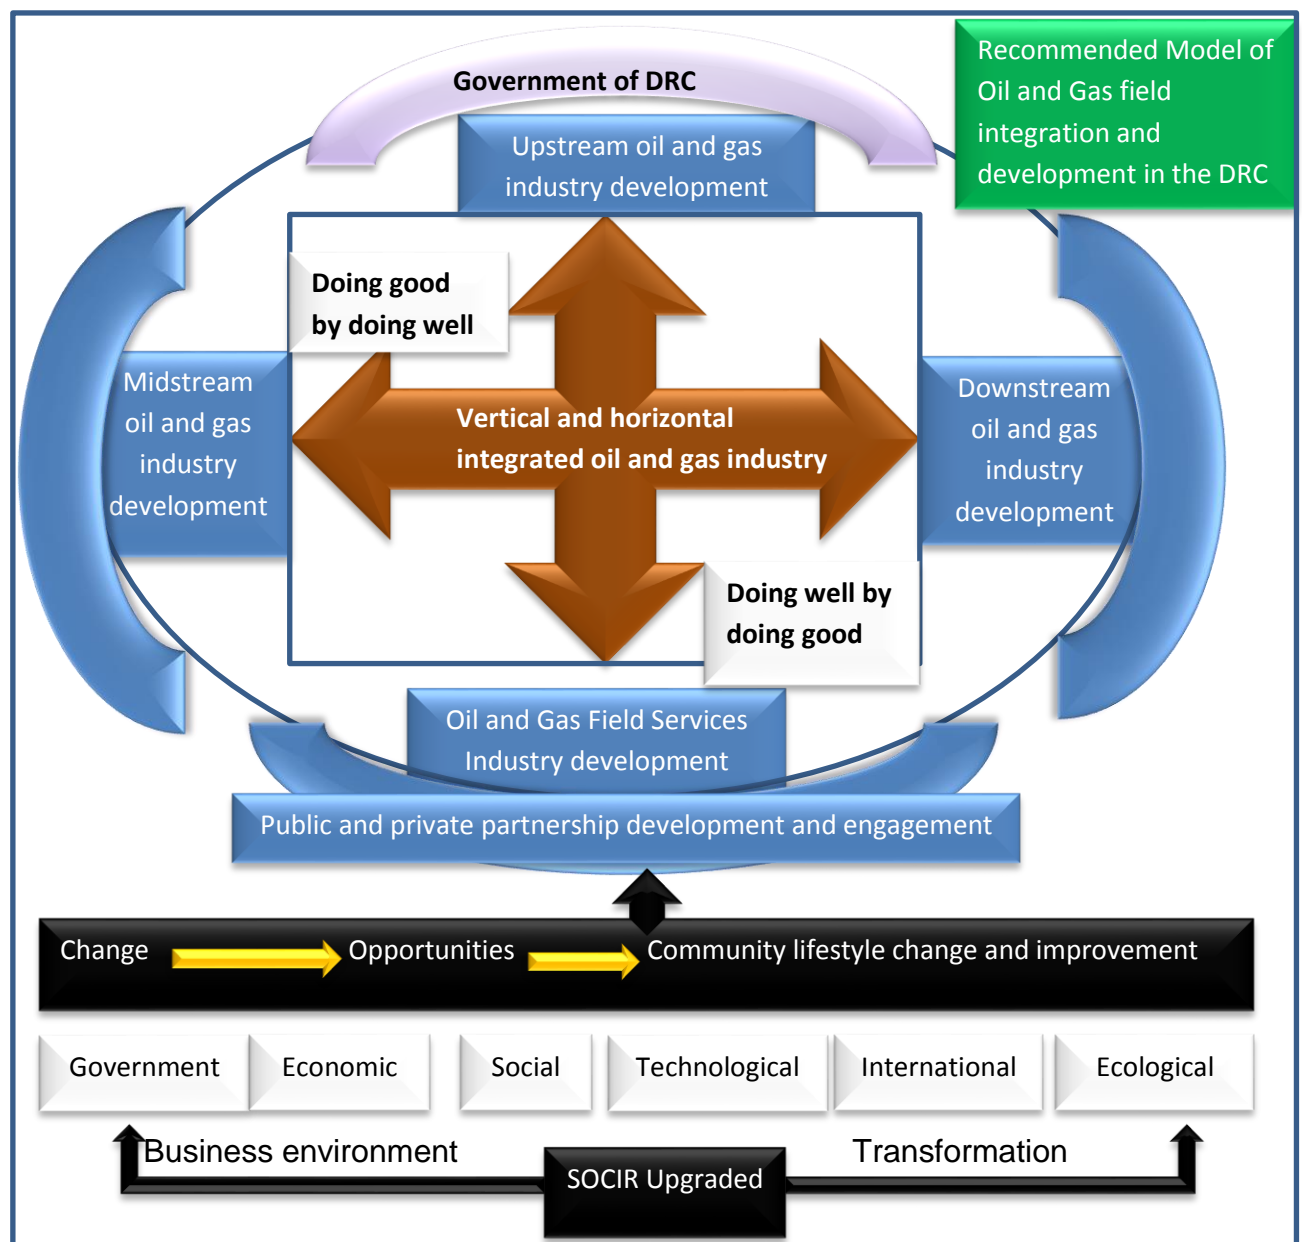 Government of DRC
Recommended Model of
Oil and Gas field
integration and
development in the DRC
Upstream oil and gas
industry development
Doing good
by doing well
Midstream
oil and gas
industry
development
Vertical and horizontal
integrated oil and gas industry
Downstream
oil and gas
industry
development
Doing well by
doing good
Oil and Gas Field Services
Industry development
Public and private partnership development and engagement
Change
Opportunities
Community lifestyle change and improvement
Government
Economic
Social
Technological
International
Ecological
Business environment
Transformation
SOCIR Upgraded